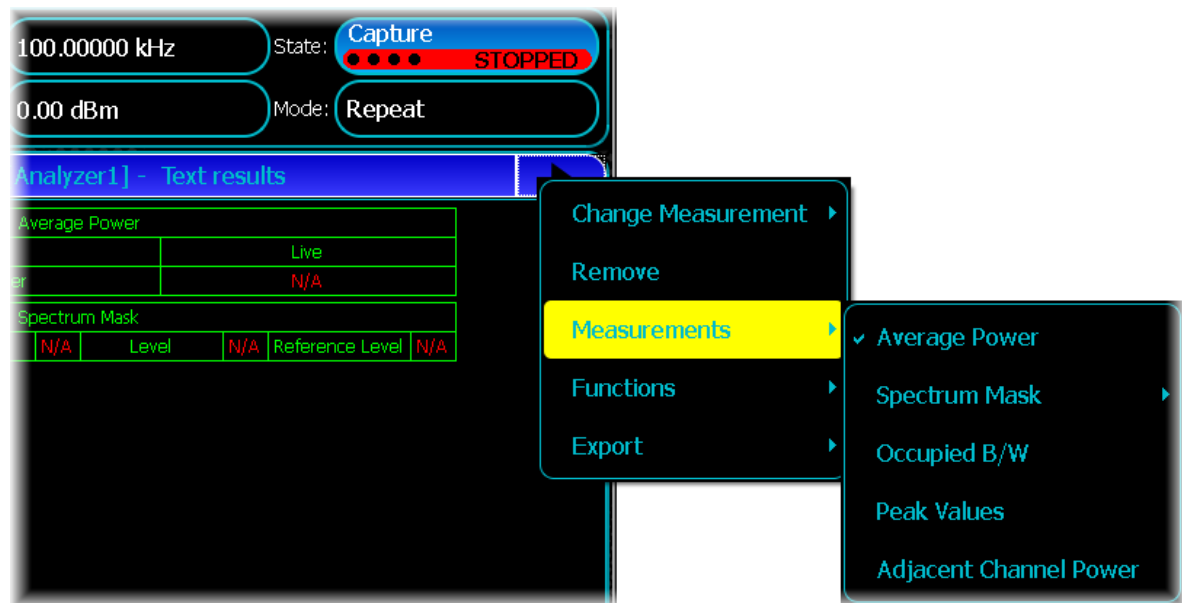 100.00000 kHz State: Capture
STOPPED
0.00 dBm Mode: Repeat
Analyzer1] - Text results
Average Power
Live
er N/A
Spectrum Mask
N/A Level N/A Reference Level N/A
Change Measurement
Remove
Measurements
Functions
Export
Average Power
Spectrum Mask
Occupied B/W
Peak Values
Adjacent Channel Power